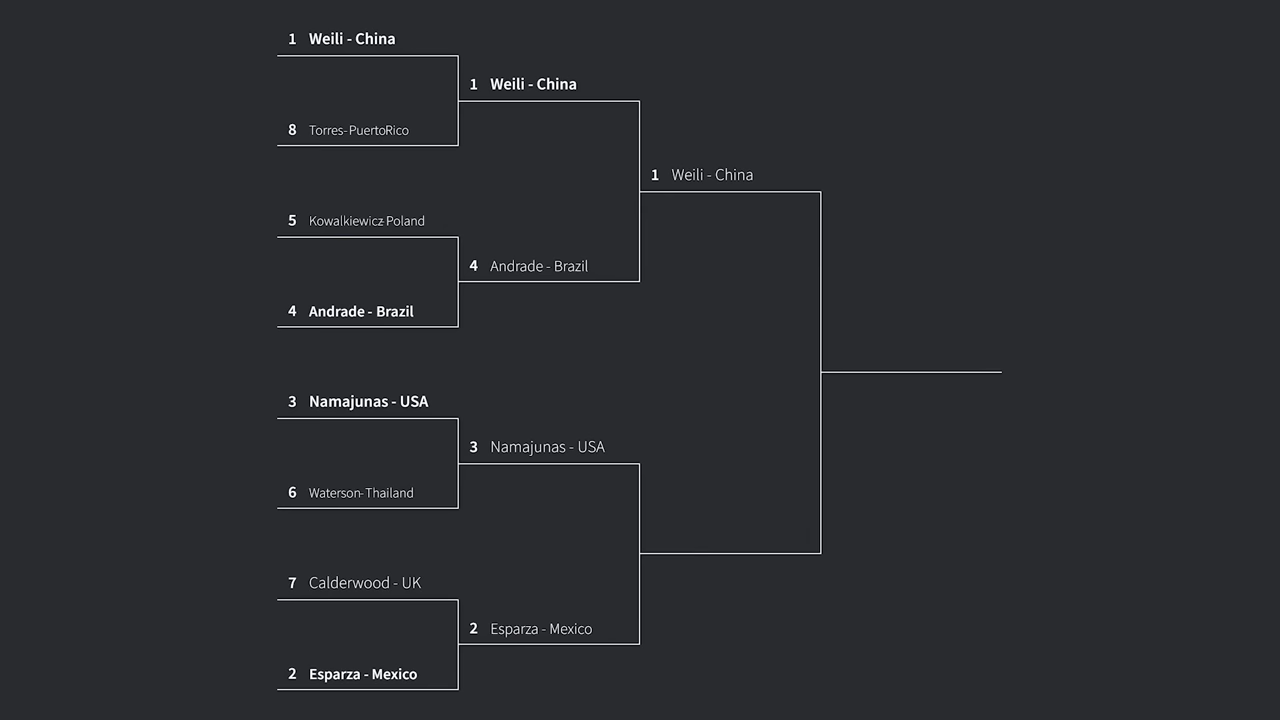 1 Weili - China
8 Torres-PuertoRico
5 Kowalkiewicz-Poland
4 Andrade - Brazil
3 Namajunas - USA
6 Waterson-Thailand
7 Calderwood - UK
2 Esparza - Mexico
1 Weili - China
4 Andrade - Brazil
3 Namajunas - USA
2 Esparza - Mexico
1 Weili - China